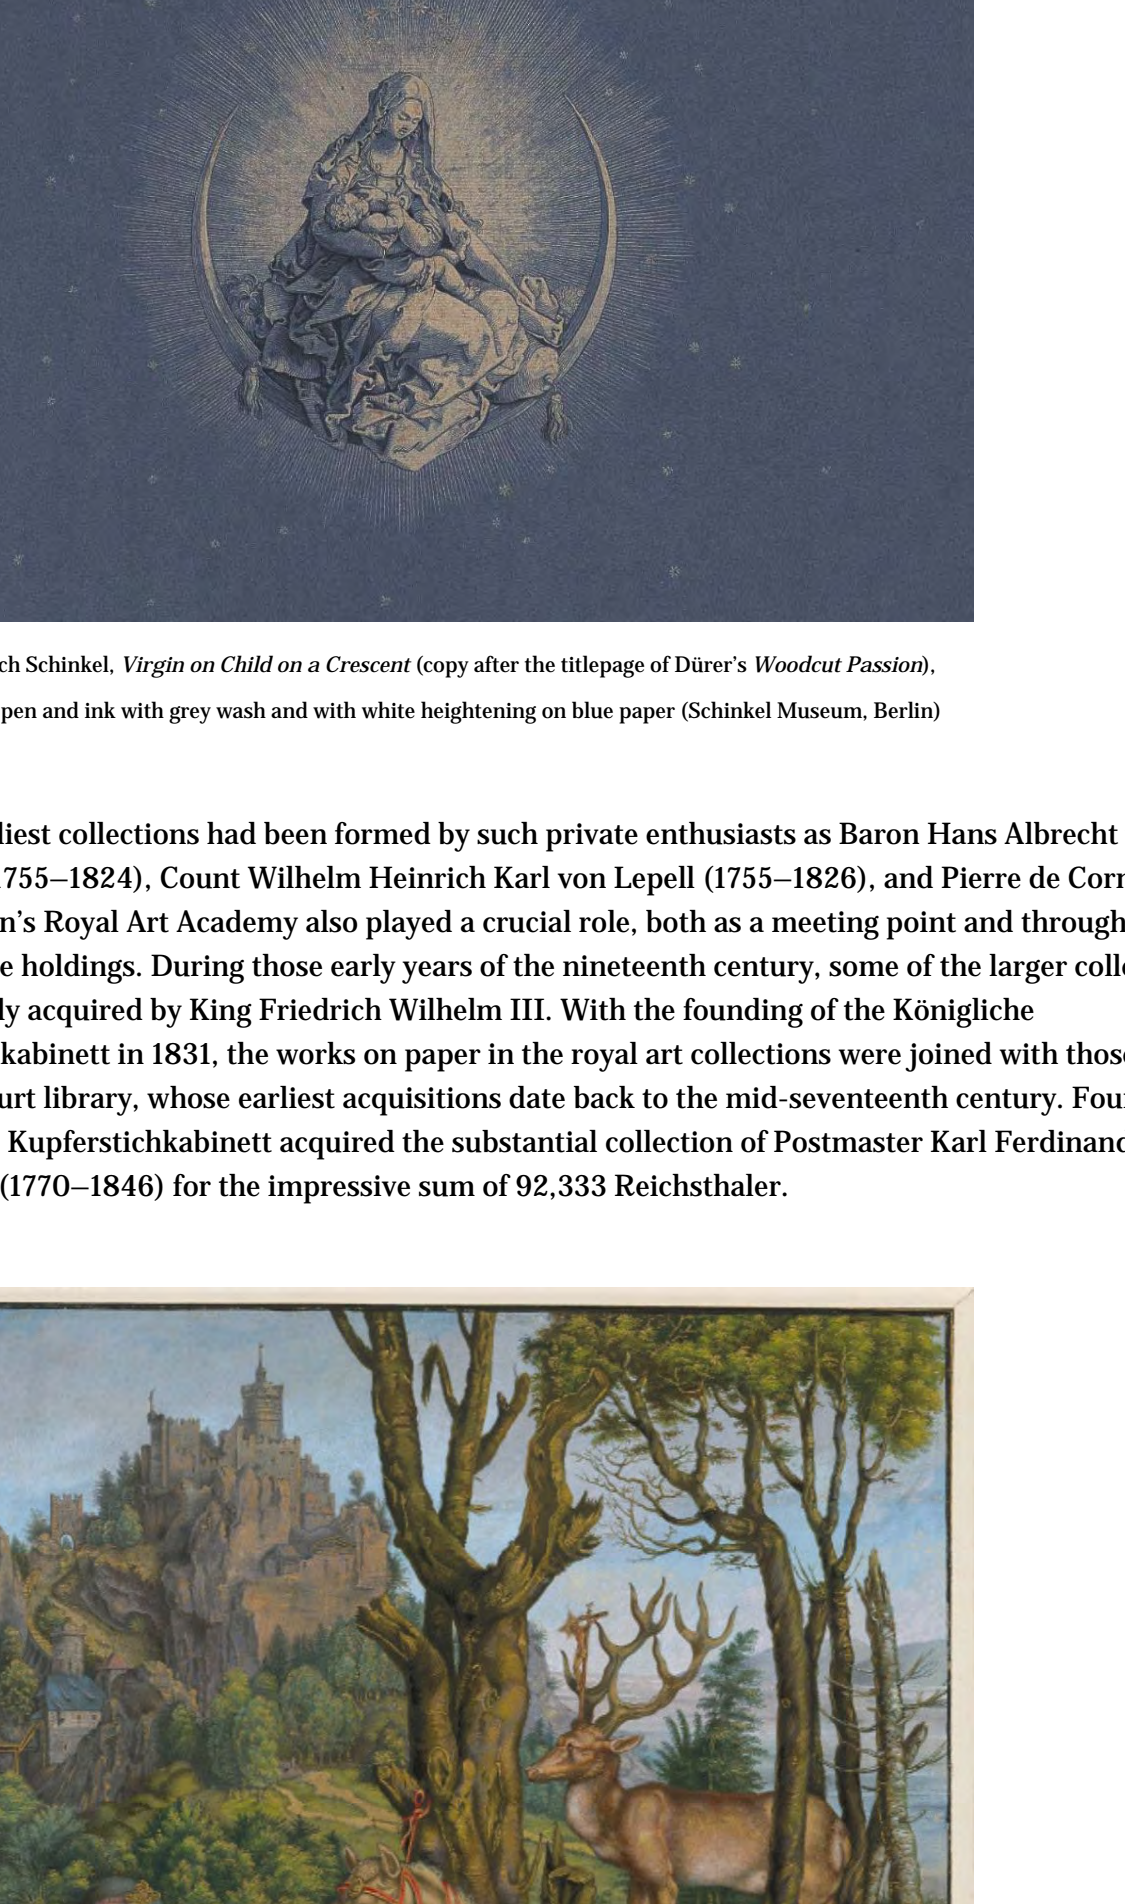 ch Schinkel, Virgin on Child on a Crescent (copy after the titlepage of Dürer’s Woodcut Passion),
pen and ink with grey wash and with white heightening on blue paper (Schinkel Museum, Berlin)
liest collections had been formed by such private enthusiasts as Baron Hans Albrecht
1755–1824), Count Wilhelm Heinrich Karl von Lepell (1755–1826), and Pierre de Corn
n’s Royal Art Academy also played a crucial role, both as a meeting point and through
e holdings. During those early years of the nineteenth century, some of the larger colle
ly acquired by King Friedrich Wilhelm III. With the founding of the Königliche
kabinett in 1831, the works on paper in the royal art collections were joined with those
urt library, whose earliest acquisitions date back to the mid-seventeenth century. Four
Kupferstichkabinett acquired the substantial collection of Postmaster Karl Ferdinand
(1770–1846) for the impressive sum of 92,333 Reichsthaler.